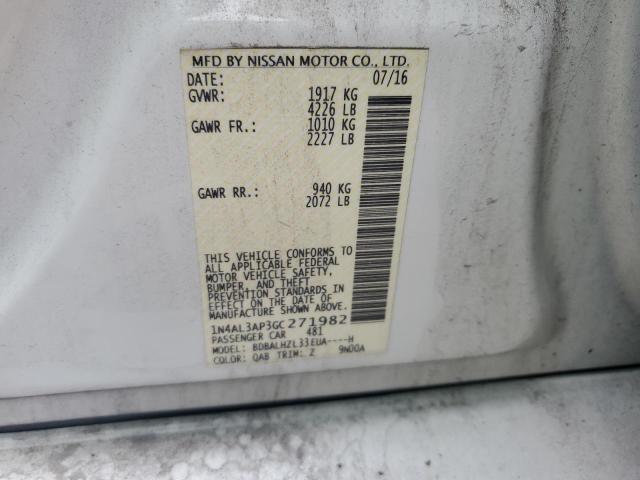 MFD BY NISSAN MOTOR CO., LTD.
DATE: 07/16
GVWR: 1917 KG
4226 LB
GAWR FR.: 1010 KG
2227 LB
GAWR RR.: 940 KG
2072 LB
THIS VEHICLE CONFORMS TO
ALL APPLICABLE FEDERAL
MOTOR VEHICLE SAFETY,
BUMPER, AND THEFT
PREVENTION STANDARDS IN
EFFECT ON THE DATE OF
MANUFACTURE SHOWN ABOVE.
1N4AL3AP3GC271982
PASSENGER CAR 481
MODEL: BDBALHZL33EUA----H
COLOR: QAB TRIM: Z 9N00A